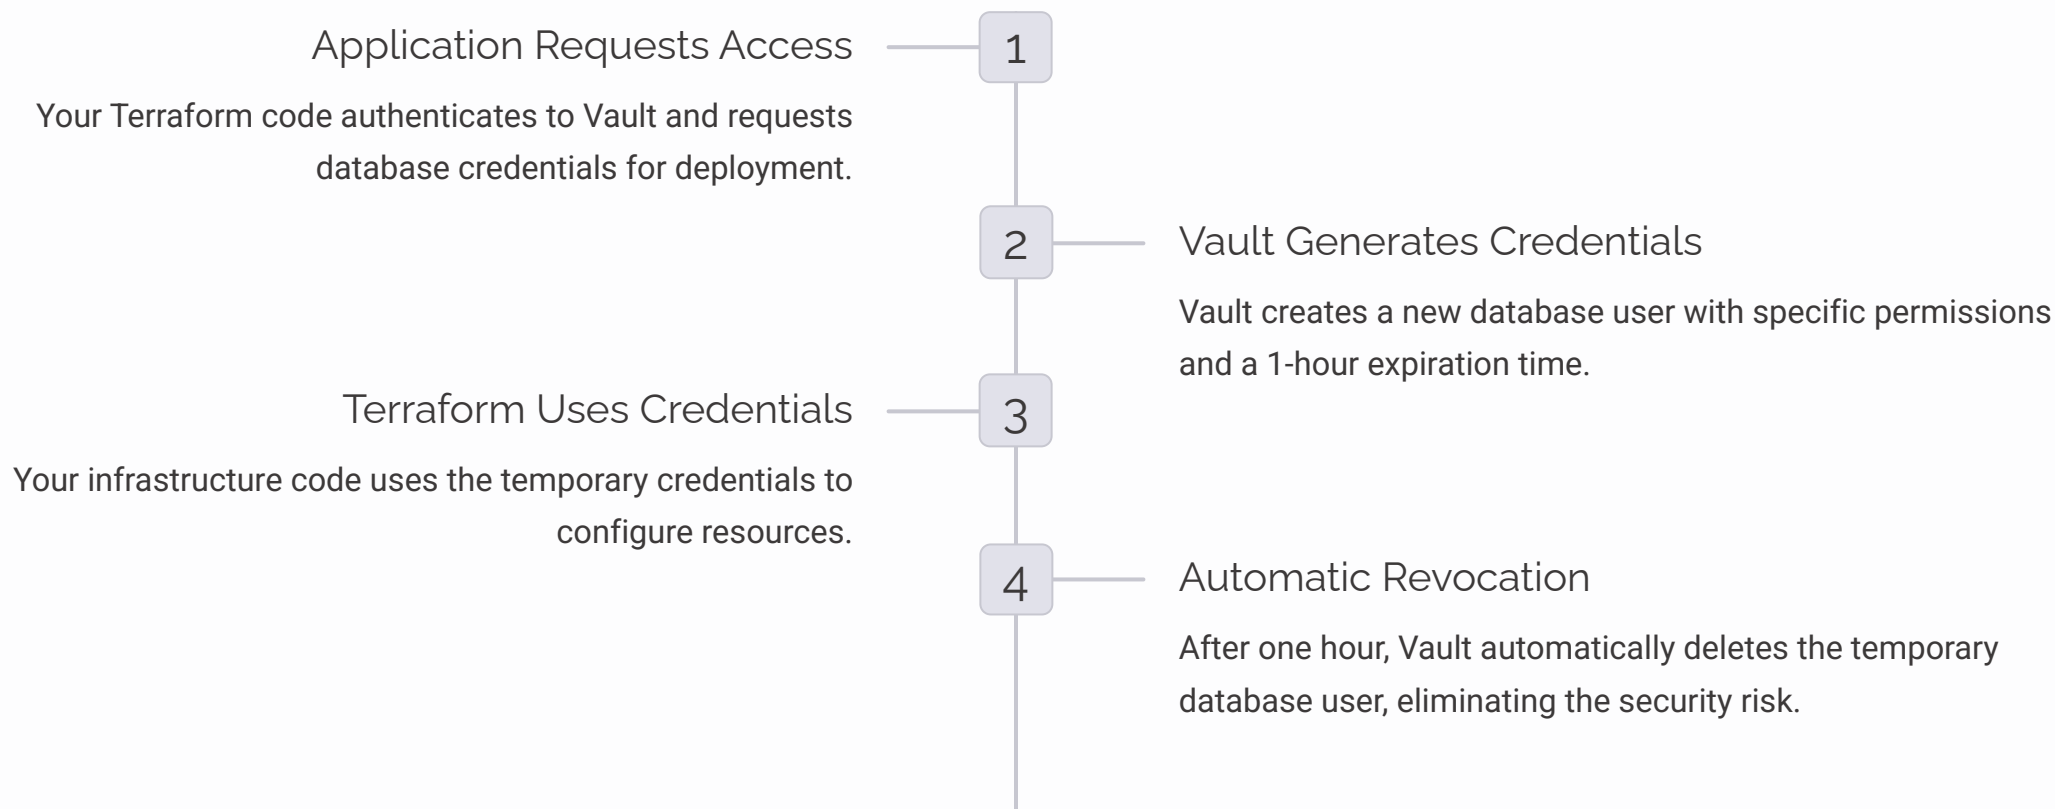 Application Requests Access
1
Your Terraform code authenticates to Vault and requests
database credentials for deployment.
2
Vault Generates Credentials
Vault creates a new database user with specific permissions
and a 1-hour expiration time.
Terraform Uses Credentials
3
Your infrastructure code uses the temporary credentials to
configure resources.
4
Automatic Revocation
After one hour, Vault automatically deletes the temporary
database user, eliminating the security risk.